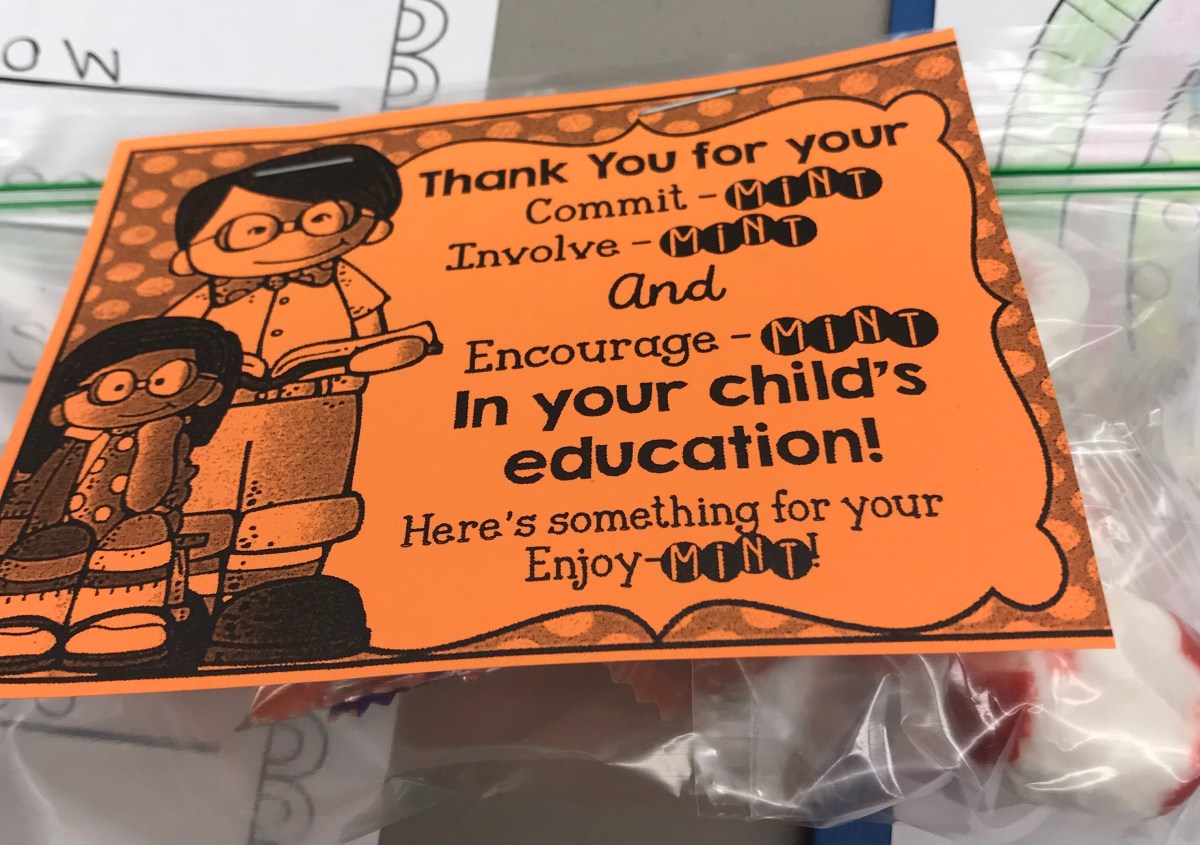 OW
Thank You for your
Commit - MiNT
Involve - MiNT
And
Encourage - MiNT
In your child's
education!
Here's something for your
Enjoy-MiNT!